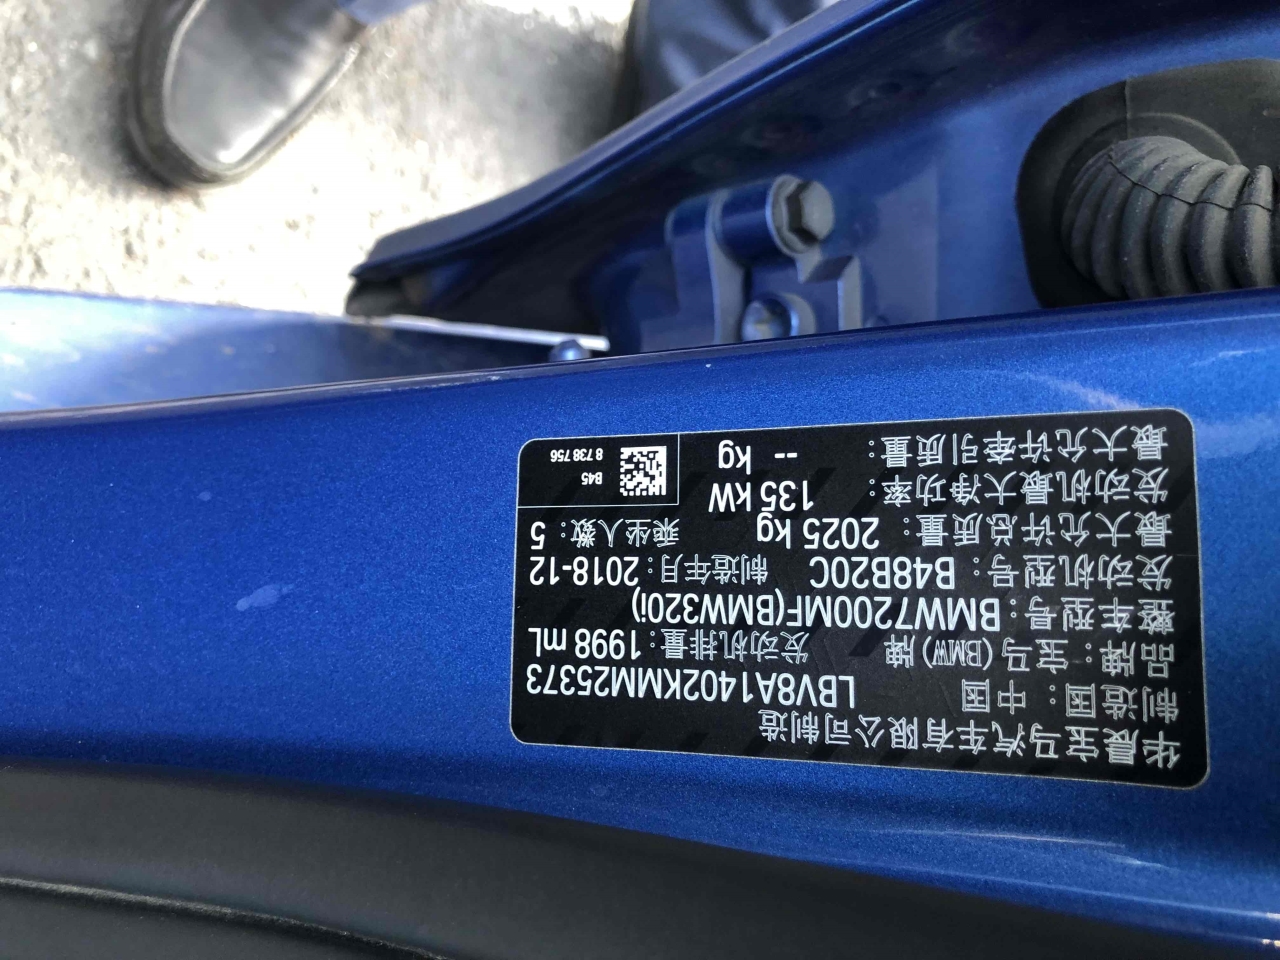 华晨宝马汽车有限公司制造
制造国：中国 LBV8A1402KMM25373
品牌：宝马(BMW)牌 发动机排量：1998 mL
整车型号：BMW7200MF(BMW320i)
发动机型号：B48B20C 制造年月：2018-12
最大允许总质量：2025 kg 乘坐人数：5
发动机最大净功率：135 kW
最大允许牵引质量：-- kg
B45
8 738 756